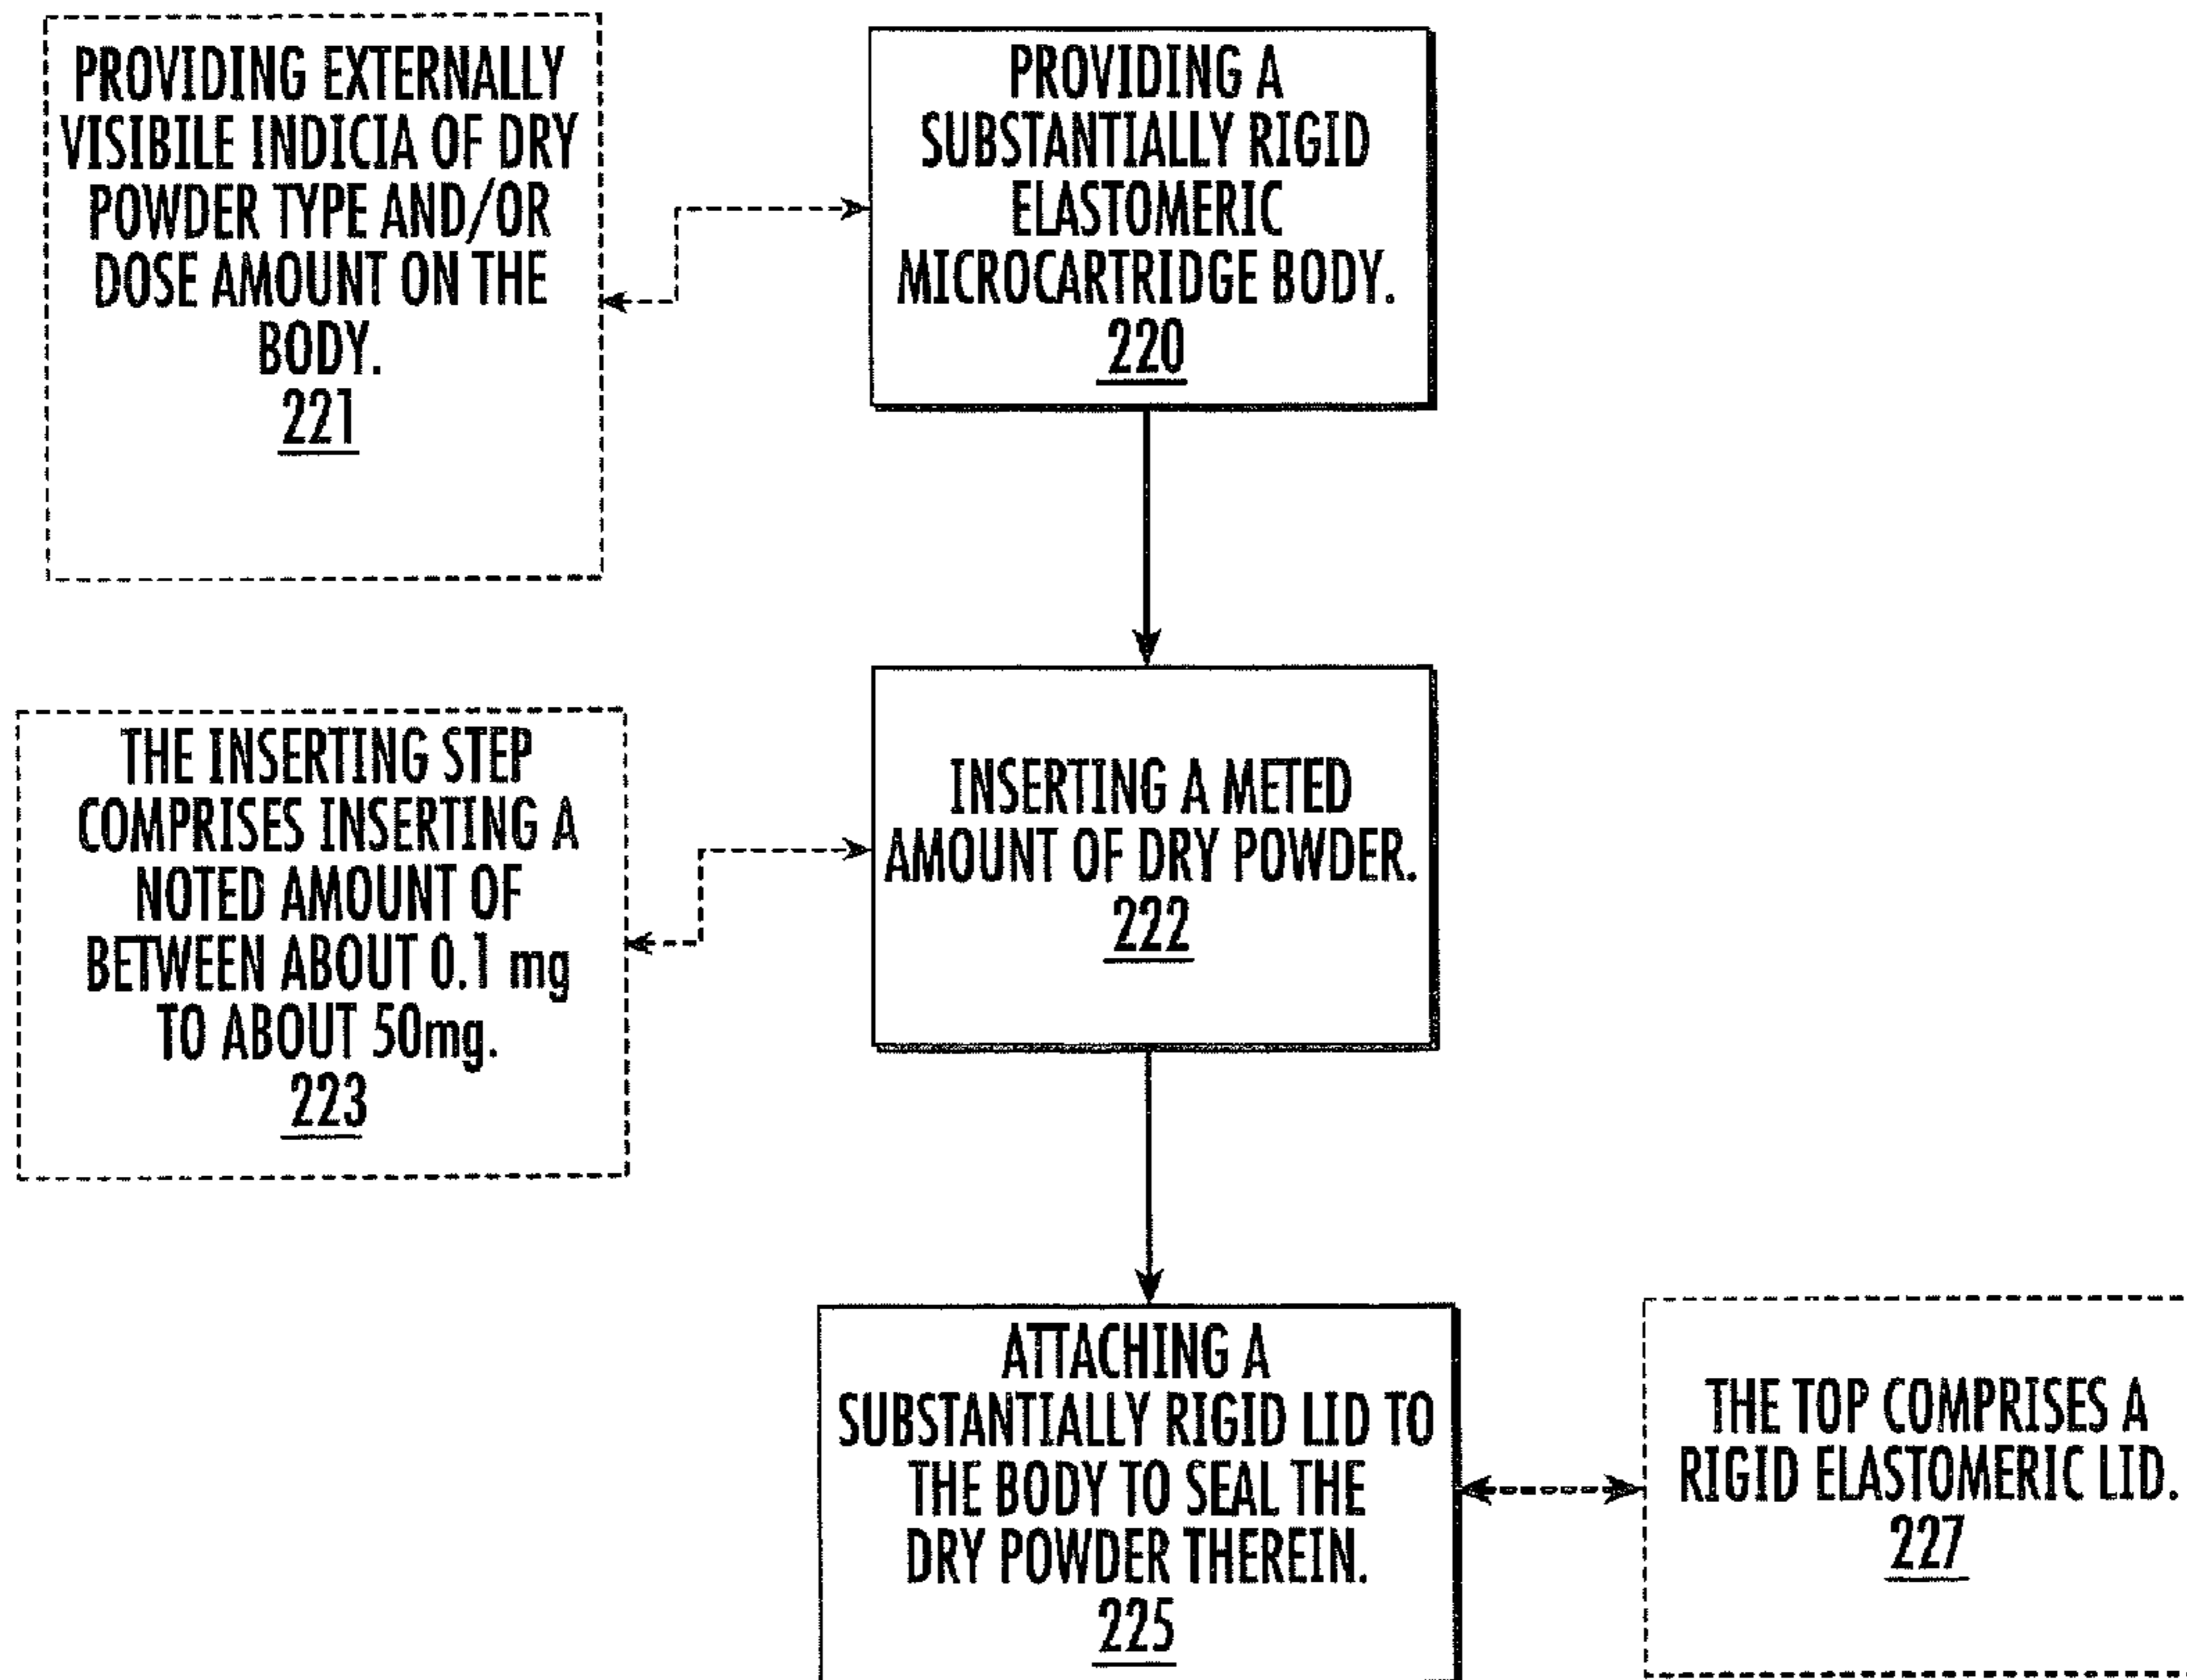 PROVIDING EXTERNALLY
VISIBILE INDICIA OF DRY
POWDER TYPE AND/OR
DOSE AMOUNT ON THE
BODY.
221
PROVIDING A
SUBSTANTIALLY RIGID
ELASTOMERIC
MICROCARTRIDGE BODY.
220
THE INSERTING STEP
COMPRISES INSERTING A
NOTED AMOUNT OF
BETWEEN ABOUT 0.1 mg
TO ABOUT 50mg.
223
INSERTING A METED
AMOUNT OF DRY POWDER.
222
ATTACHING A
SUBSTANTIALLY RIGID LID TO
THE BODY TO SEAL THE
DRY POWDER THEREIN.
225
THE TOP COMPRISES A
RIGID ELASTOMERIC LID.
227